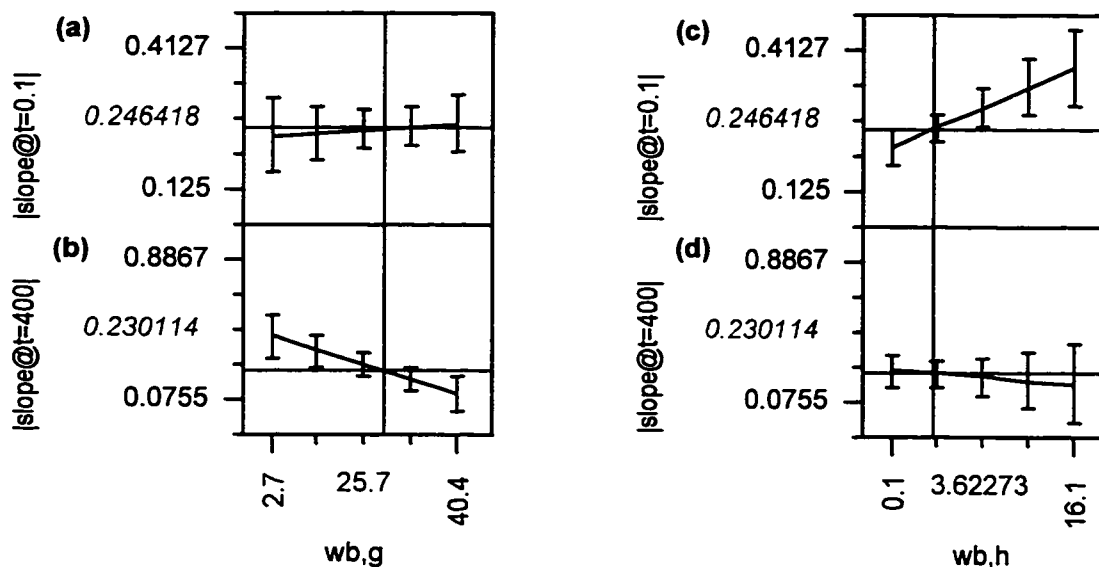 (a)
|slope@t=0.1|
0.4127
0.246418
0.125
(b)
|slope@t=400|
0.8867
0.230114
0.0755
2.7
25.7
40.4
wb,g
(c)
|slope@t=0.1|
0.4127
0.246418
0.125
(d)
|slope@t=400|
0.8867
0.230114
0.0755
0.1
3.62273
16.1
wb,h